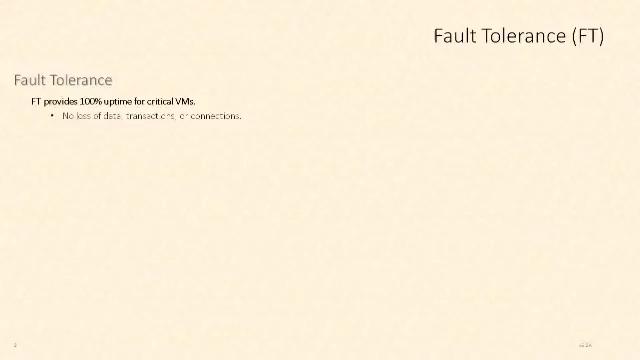 Fault Tolerance (FT)
Fault Tolerance
FT provides 100% uptime for critical VMs.
• No loss of data, transactions, or connections.